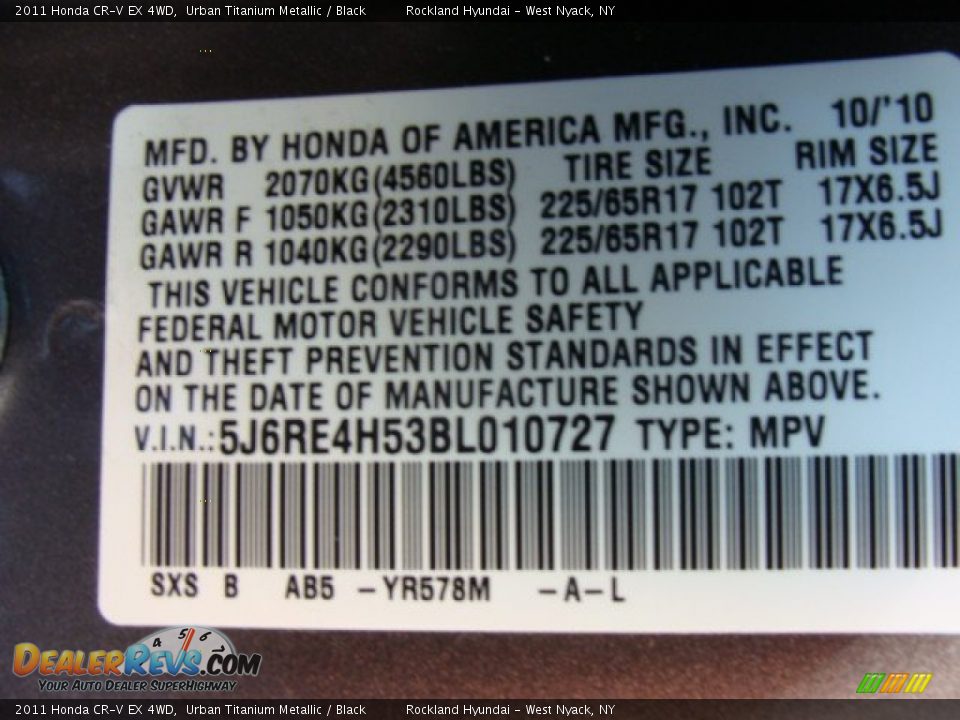 2011 Honda CR-V EX 4WD, Urban Titanium Metallic / Black Rockland Hyundai - West Nyack, NY
MFD. BY HONDA OF AMERICA MFG., INC. 10/'10
GVWR 2070KG(4560LBS) TIRE SIZE RIM SIZE
GAWR F 1050KG(2310LBS) 225/65R17 102T 17X6.5J
GAWR R 1040KG(2290LBS) 225/65R17 102T 17X6.5J
THIS VEHICLE CONFORMS TO ALL APPLICABLE
FEDERAL MOTOR VEHICLE SAFETY
AND THEFT PREVENTION STANDARDS IN EFFECT
ON THE DATE OF MANUFACTURE SHOWN ABOVE.
V.I.N.: 5J6RE4H53BL010727 TYPE: MPV
SXS B AB5 -YR578M -A-L
4 5 6
DEALERREVS.COM
YOUR AUTO DEALER SUPERHIGHWAY
2011 Honda CR-V EX 4WD, Urban Titanium Metallic / Black Rockland Hyundai - West Nyack, NY